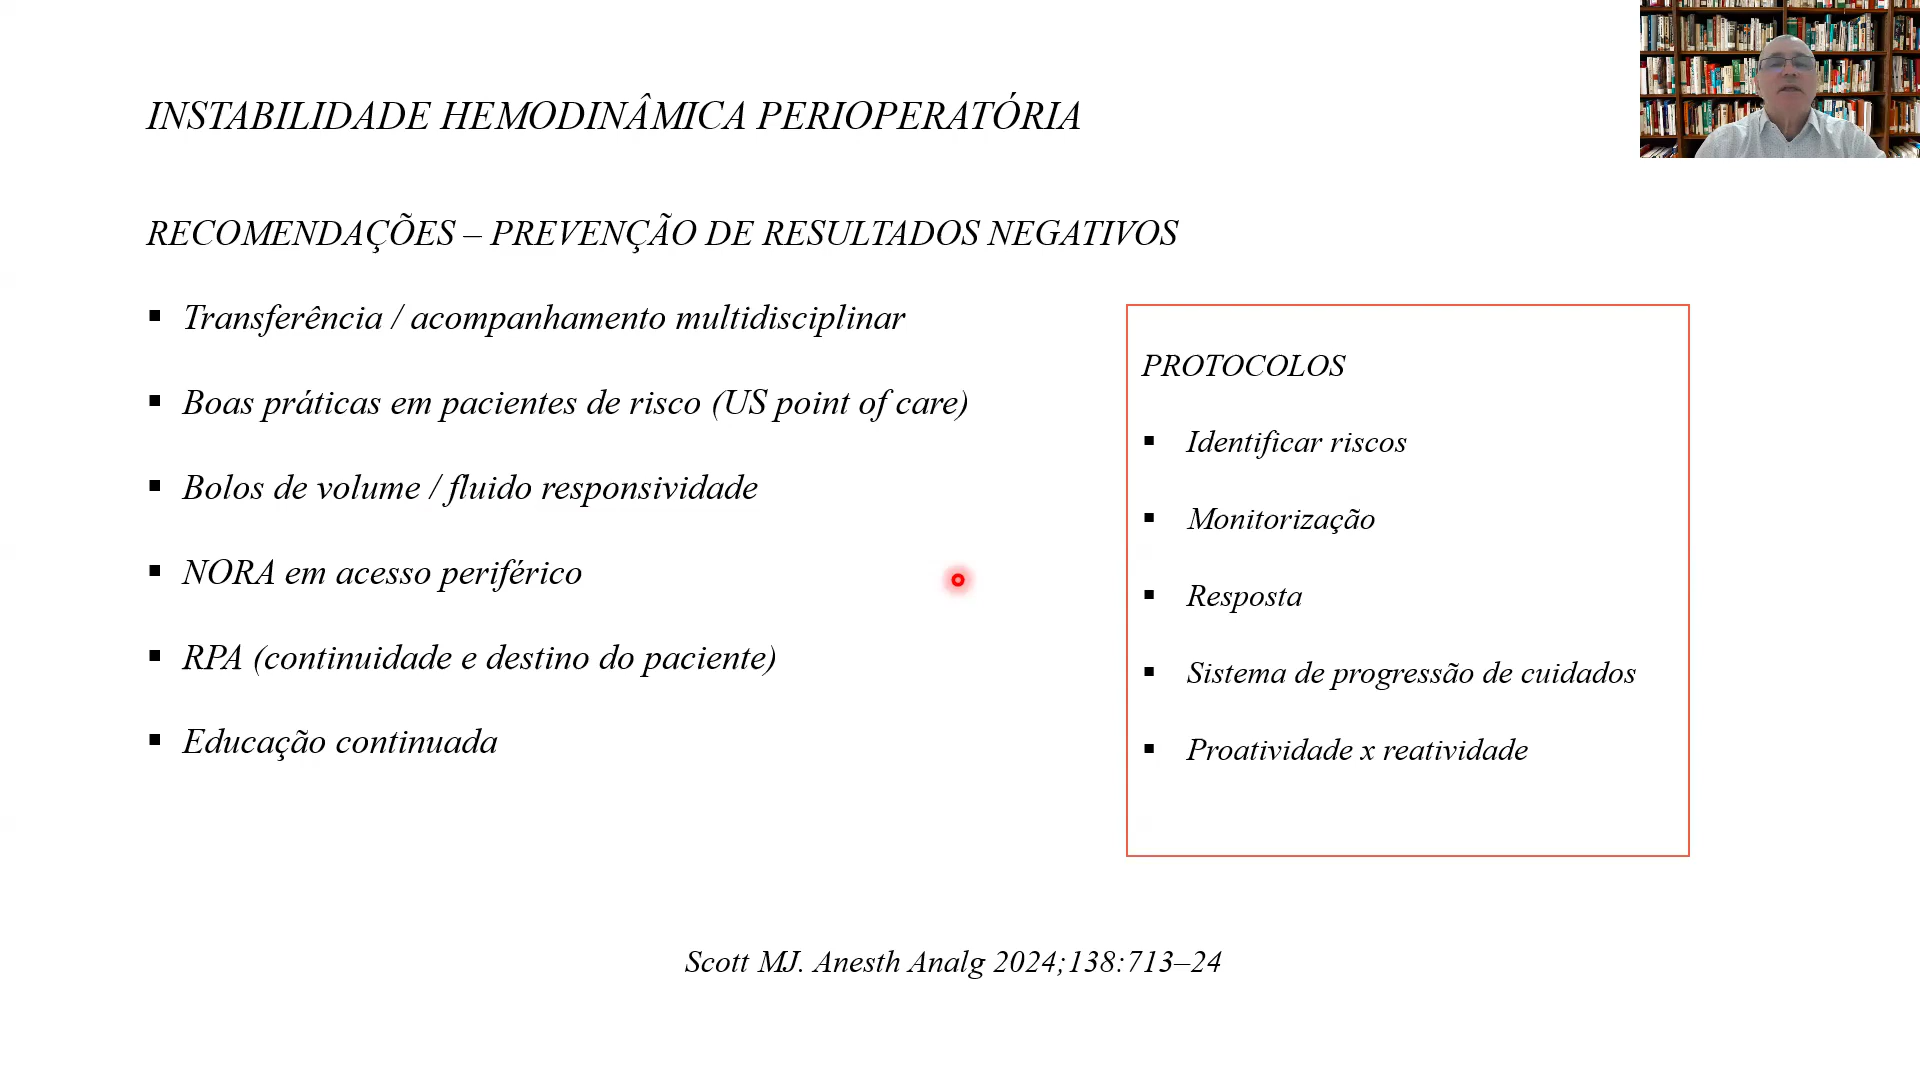 INSTABILIDADE HEMODINÂMICA PERIOPERATÓRIA
RECOMENDAÇÕES – PREVENÇÃO DE RESULTADOS NEGATIVOS
▪ Transferência / acompanhamento multidisciplinar
▪ Boas práticas em pacientes de risco (US point of care)
▪ Bolos de volume / fluido responsividade
▪ NORA em acesso periférico
▪ RPA (continuidade e destino do paciente)
▪ Educação continuada
PROTOCOLOS
▪ Identificar riscos
▪ Monitorização
▪ Resposta
▪ Sistema de progressão de cuidados
▪ Proatividade x reatividade
Scott MJ. Anesth Analg 2024;138:713–24